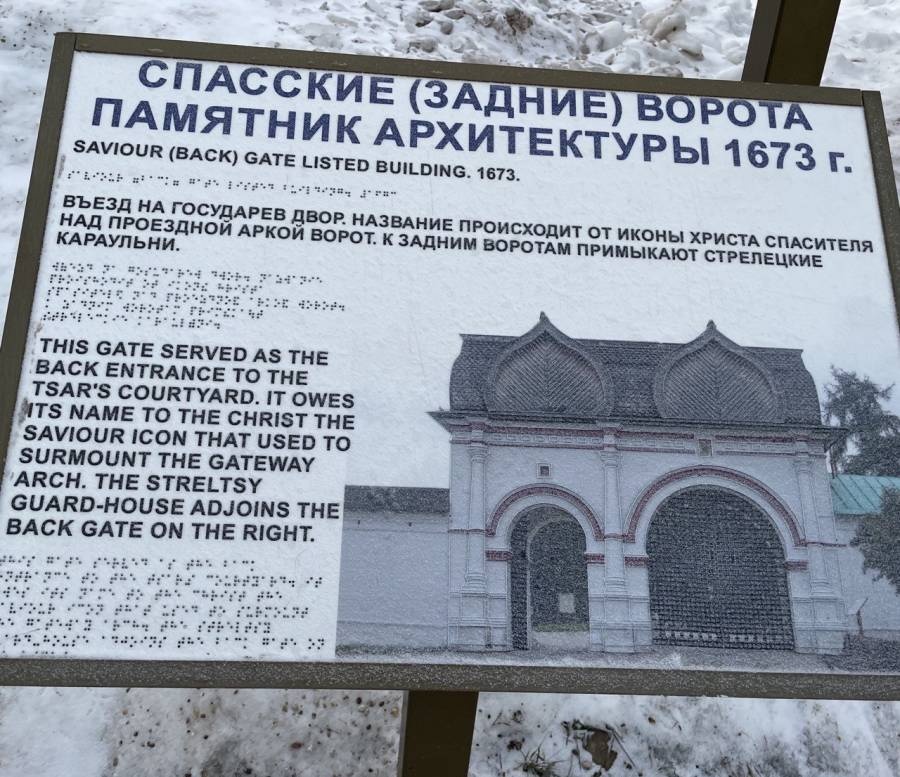 СПАССКИЕ (ЗАДНИЕ) ВОРОТА
ПАМЯТНИК АРХИТЕКТУРЫ 1673 г.
SAVIOUR (BACK) GATE LISTED BUILDING. 1673.
ВЪЕЗД НА ГОСУДАРЕВ ДВОР. НАЗВАНИЕ ПРОИСХОДИТ ОТ ИКОНЫ ХРИСТА СПАСИТЕЛЯ
НАД ПРОЕЗДНОЙ АРКОЙ ВОРОТ. К ЗАДНИМ ВОРОТАМ ПРИМЫКАЮТ СТРЕЛЕЦКИЕ
КАРАУЛЬНИ.
THIS GATE SERVED AS THE
BACK ENTRANCE TO THE
TSAR'S COURTYARD. IT OWES
ITS NAME TO THE CHRIST THE
SAVIOUR ICON THAT USED TO
SURMOUNT THE GATEWAY
ARCH. THE STRELTSY
GUARD-HOUSE ADJOINS THE
BACK GATE ON THE RIGHT.